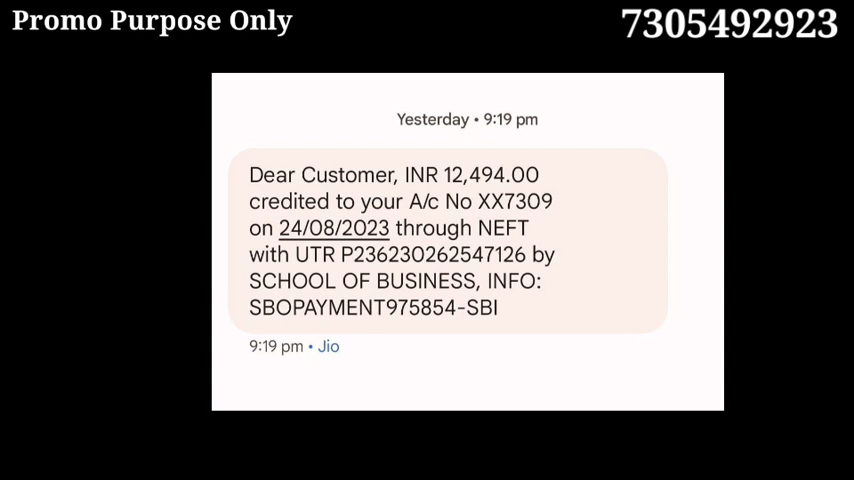 Promo Purpose Only
7305492923
Yesterday • 9:19 pm
Dear Customer, INR 12,494.00
credited to your A/c No XX7309
on 24/08/2023 through NEFT
with UTR P236230262547126 by
SCHOOL OF BUSINESS, INFO:
SBOPAYMENT975854-SBI
9:19 pm • Jio